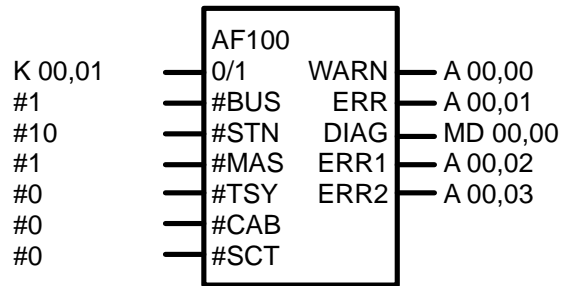 AF100
K 00,01 0/1 WARN A 00,00
#1 #BUS ERR A 00,01
#10 #STN DIAG MD 00,00
#1 #MAS ERR1 A 00,02
#0 #TSY ERR2 A 00,03
#0 #CAB
#0 #SCT